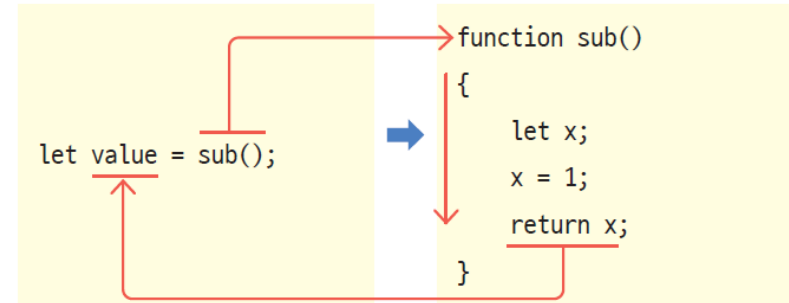 let value = sub();
function sub()
{
let x;
x = 1;
return x;
}